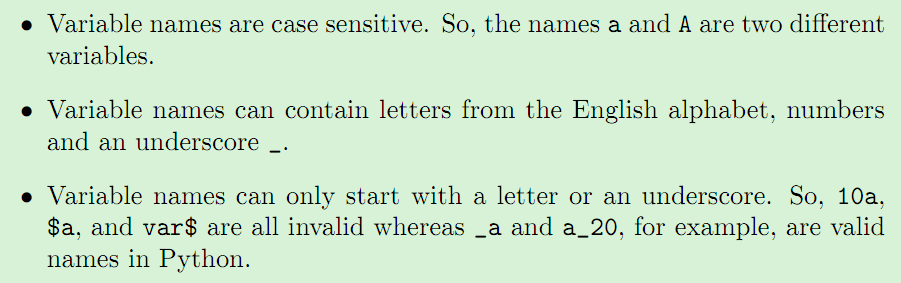 • Variable names are case sensitive. So, the names a and A are two different
variables.
• Variable names can contain letters from the English alphabet, numbers
and an underscore _.
• Variable names can only start with a letter or an underscore. So, 10a,
$a, and var$ are all invalid whereas _a and a_20, for example, are valid
names in Python.